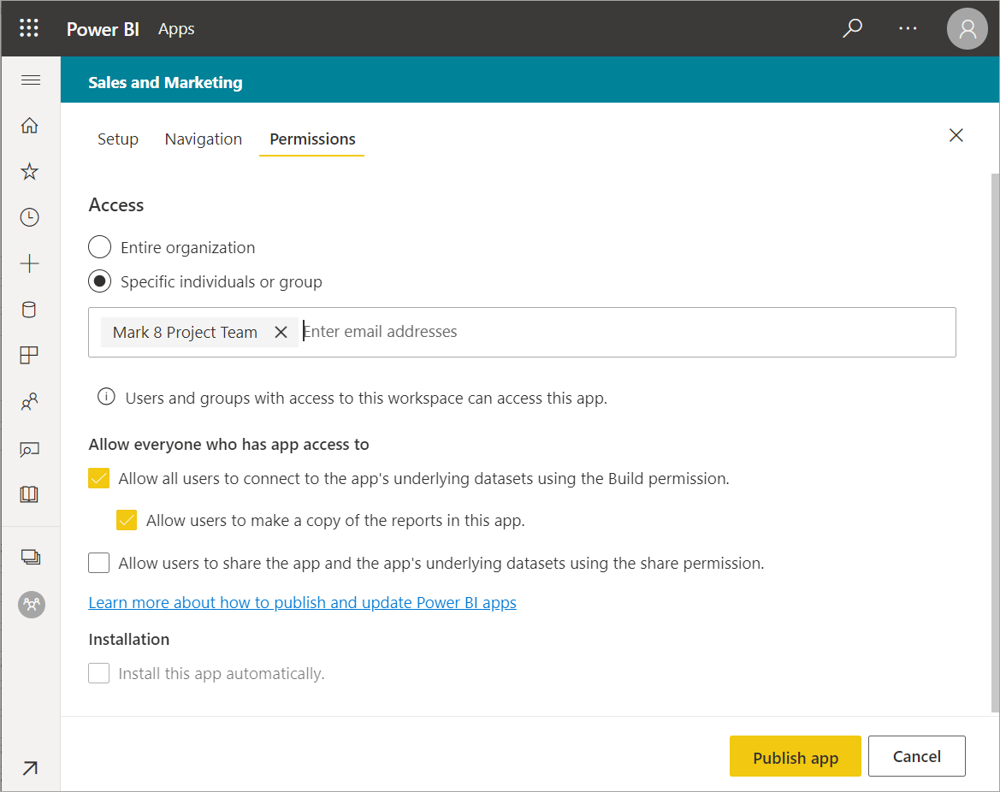 Power BI Apps
Sales and Marketing
Setup Navigation Permissions
Access
Entire organization
Specific individuals or group
Mark 8 Project Team Enter email addresses
Users and groups with access to this workspace can access this app.
Allow everyone who has app access to
Allow all users to connect to the app's underlying datasets using the Build permission.
Allow users to make a copy of the reports in this app.
Allow users to share the app and the app's underlying datasets using the share permission.
Learn more about how to publish and update Power BI apps
Installation
Install this app automatically.
Publish app Cancel